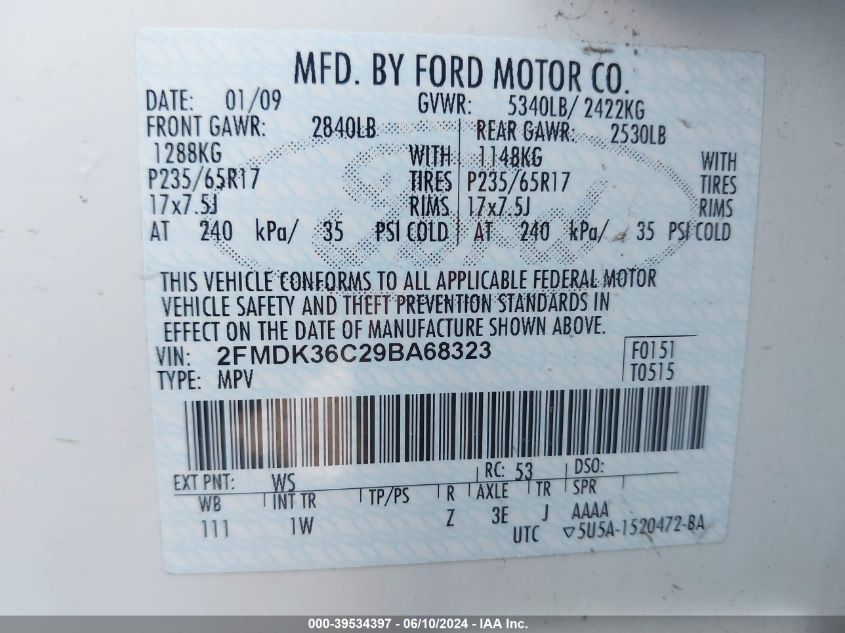 MFD. BY FORD MOTOR CO.
DATE: 01/09 GVWR: 5340LB/ 2422KG
FRONT GAWR: 2840LB REAR GAWR: 2530LB
1288KG WITH 1148KG WITH
P235/65R17 TIRES P235/65R17 TIRES
17x7.5J RIMS 17x7.5J RIMS
AT 240 kPa/ 35 PSI COLD AT 240 kPa/ 35 PSI COLD
THIS VEHICLE CONFORMS TO ALL APPLICABLE FEDERAL MOTOR
VEHICLE SAFETY AND THEFT PREVENTION STANDARDS IN
EFFECT ON THE DATE OF MANUFACTURE SHOWN ABOVE.
VIN: 2FMDK36C29BA68323 F0151
TYPE: MPV T0515
EXT PNT: WS RC: 53 DSO:
WB INT TR TP/PS R AXLE TR SPR
111 1W Z 3E J AAAA
UTC ▽5U5A-1520472-BA
000-39534397 - 06/10/2024 - IAAI Inc.